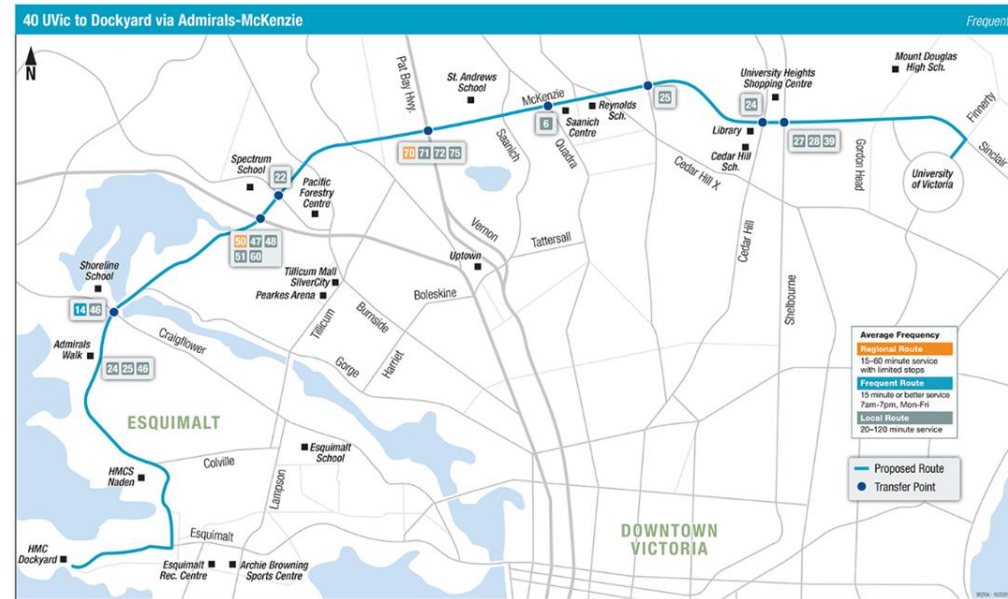 40 UVic to Dockyard via Admirals-McKenzie
Frequent
N
Pat Bay Hwy.
St. Andrews
School
McKenzie
6
Saanich
Centre
Reynolds
Sch.
25
University Heights
Shopping Centre
24
Library
Cedar Hill
Sch.
27 28 39
Mount Douglas
High Sch.
Finnerty
Sinclair
Gordon Head
University
of Victoria
70 71 72 75
Saanich
Quadra
Cedar Hill X
Spectrum
School
22
Pacific
Forestry
Centre
50 47 48
51 60
Vernon
Tattersall
Cedar Hill
Shelbourne
Uptown
Shoreline
School
14 46
Tillicum Mall
SilverCity
Pearkes Arena
Boleskine
Tillicum
Burnside
Craigflower
Gorge
Harriet
Admirals
Walk
24 25 46
Average Frequency
Regional Route
15–60 minute service
with limited stops
Frequent Route
15 minute or better service
7am-7pm, Mon-Fri
Local Route
20–120 minute service
ESQUIMALT
Esquimalt
School
Colville
HMCS
Naden
Lampson
Proposed Route
Transfer Point
Esquimalt
DOWNTOWN
VICTORIA
HMC
Dockyard
Esquimalt
Rec. Centre
Archie Browning
Sports Centre